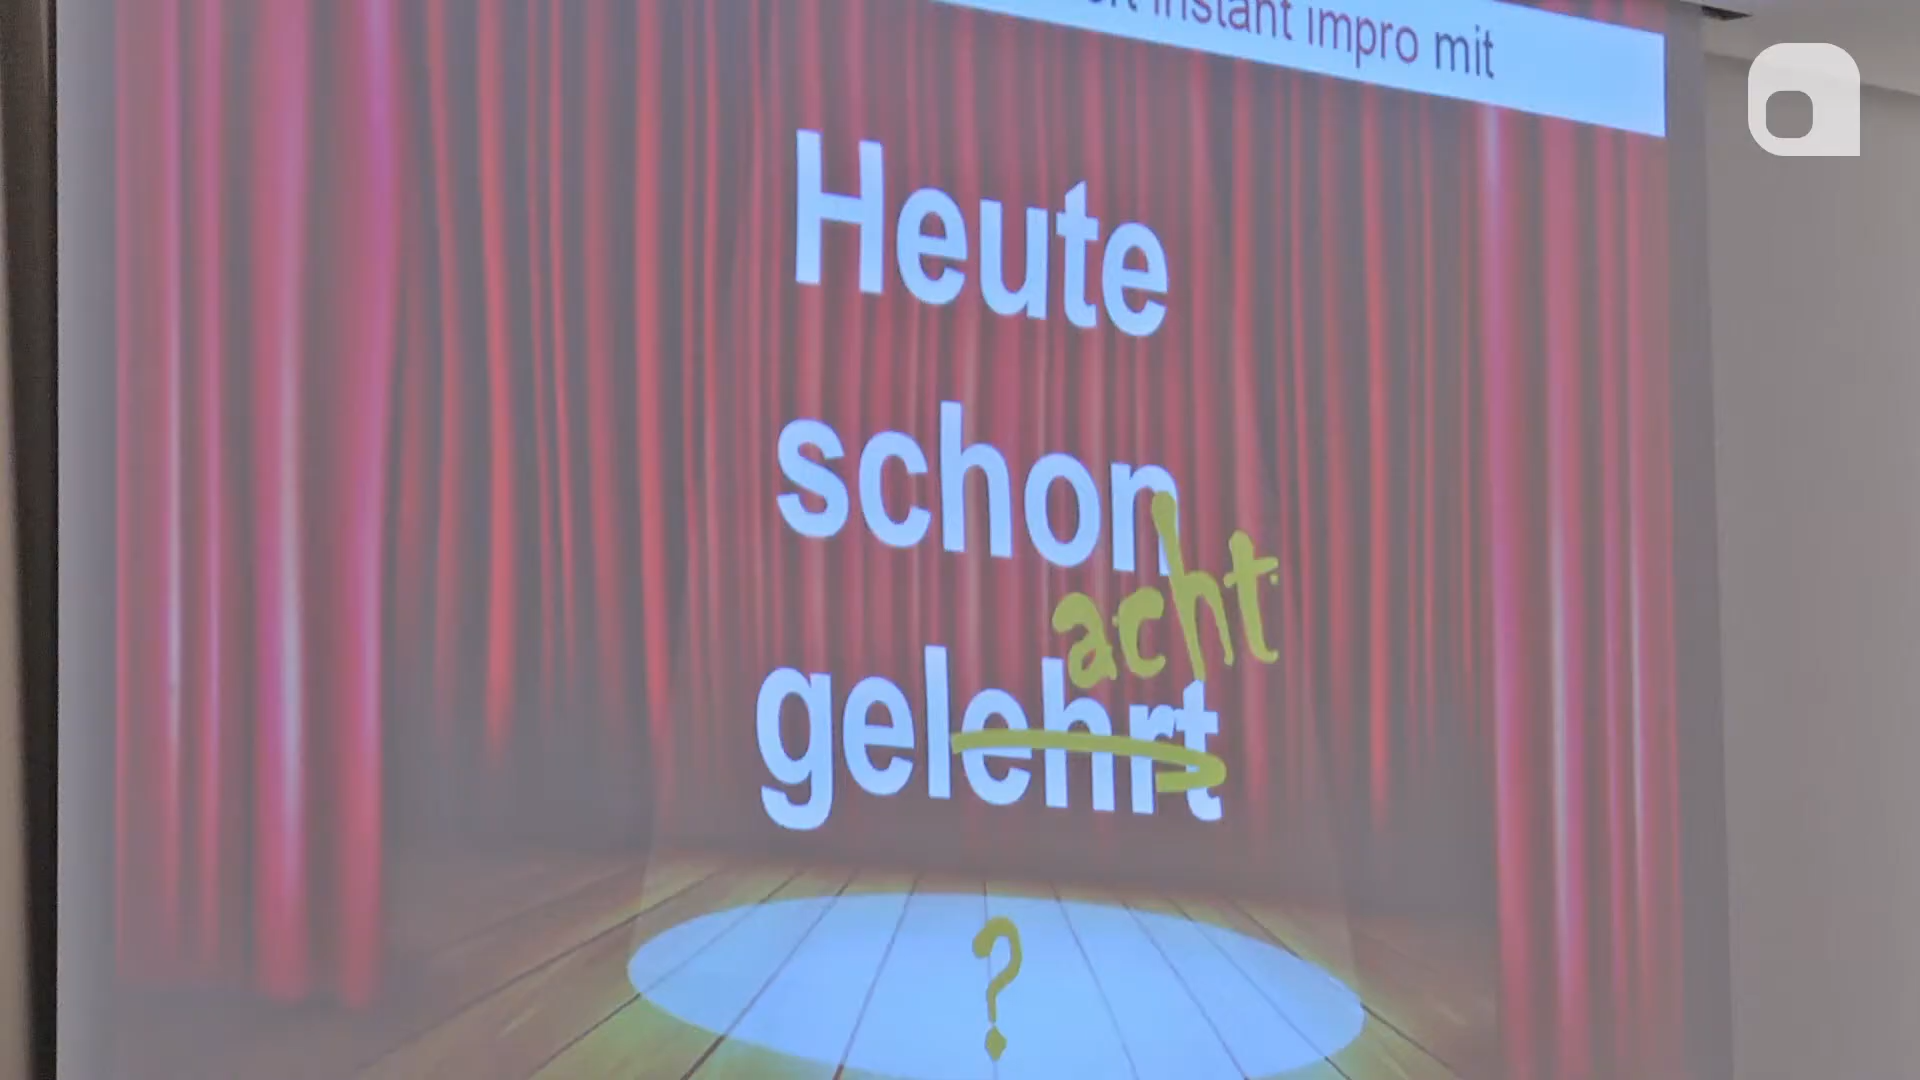 instant impro mit
Heute
schon
acht
gelehrt
?